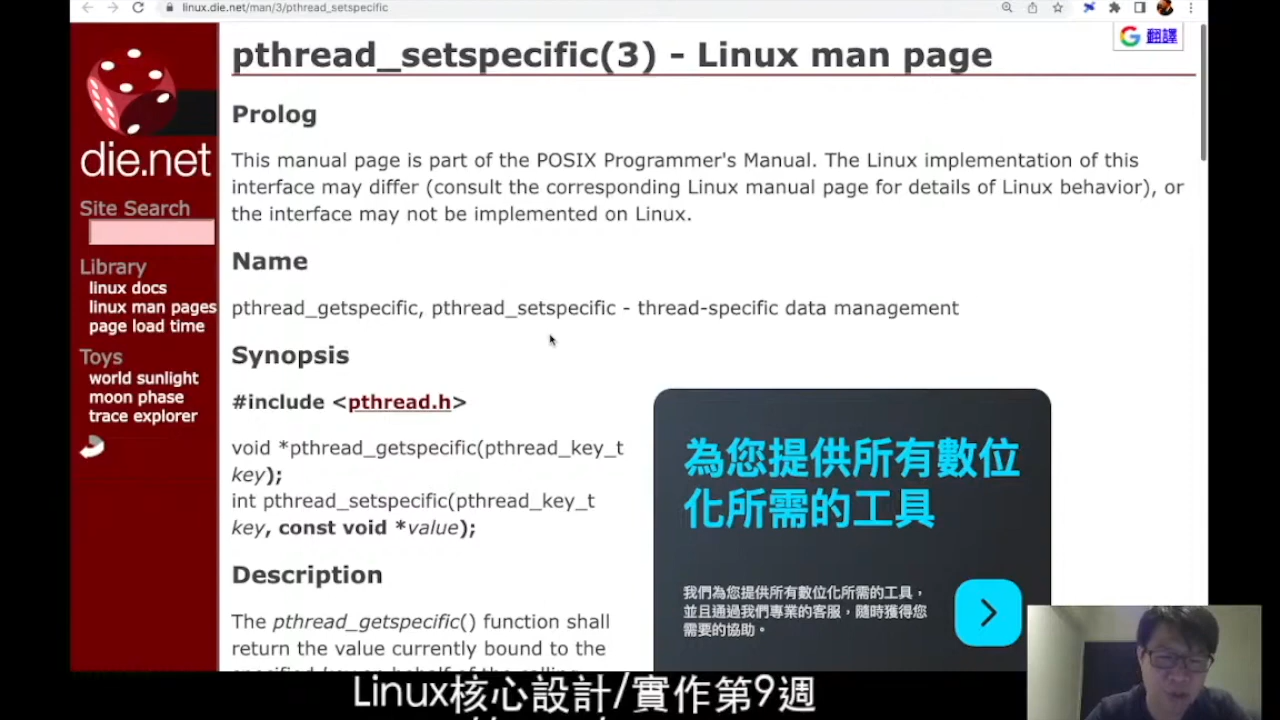 linux.die.net/man/3/pthread_setspecific
翻譯
die.net
Site Search
Library
linux docs
linux man pages
page load time
Toys
world sunlight
moon phase
trace explorer
pthread_setspecific(3) - Linux man page
Prolog
This manual page is part of the POSIX Programmer's Manual. The Linux implementation of this
interface may differ (consult the corresponding Linux manual page for details of Linux behavior), or
the interface may not be implemented on Linux.
Name
pthread_getspecific, pthread_setspecific - thread-specific data management
Synopsis
#include <pthread.h>
void *pthread_getspecific(pthread_key_t
key);
int pthread_setspecific(pthread_key_t
key, const void *value);
Description
The pthread_getspecific() function shall
return the value currently bound to the
為您提供所有數位
化所需的工具
我們為您提供所有數位化所需的工具，
並且通過我們專業的客服，隨時獲得您
需要的協助。
Linux核心設計/實作第9週